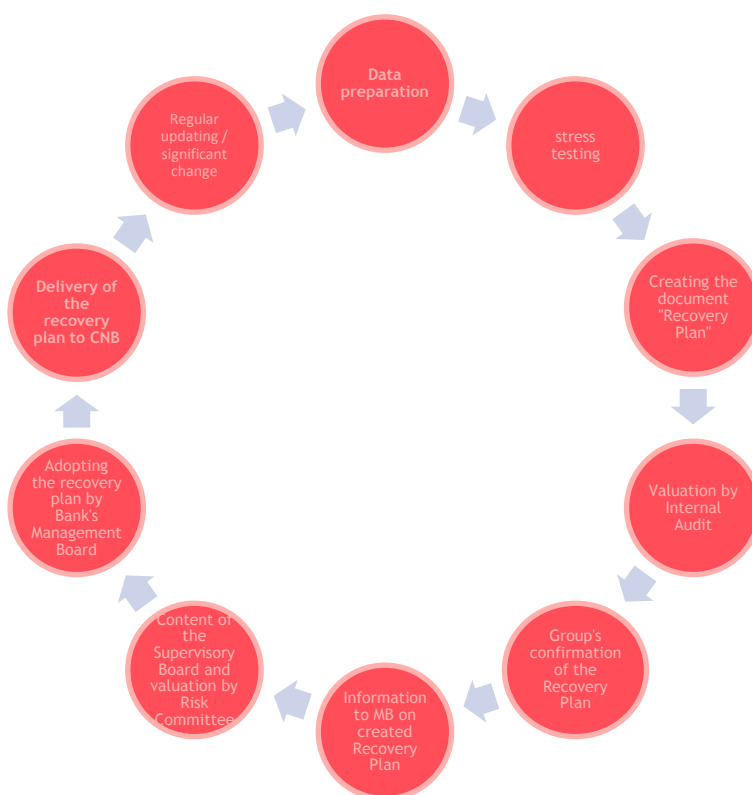 Data
preparation
stress
testing
Creating the
document
"Recovery
Plan"
Valuation by
Internal
Audit
Group's
confirmation
of the
Recovery
Plan
Information
to MB on
created
Recovery
Plan
Content of
the
Supervisory
Board and
valuation by
Risk
Committee
Adopting
the recovery
plan by
Bank's
Management
Board
Delivery of
the
recovery
plan to CNB
Regular
updating /
significant
change